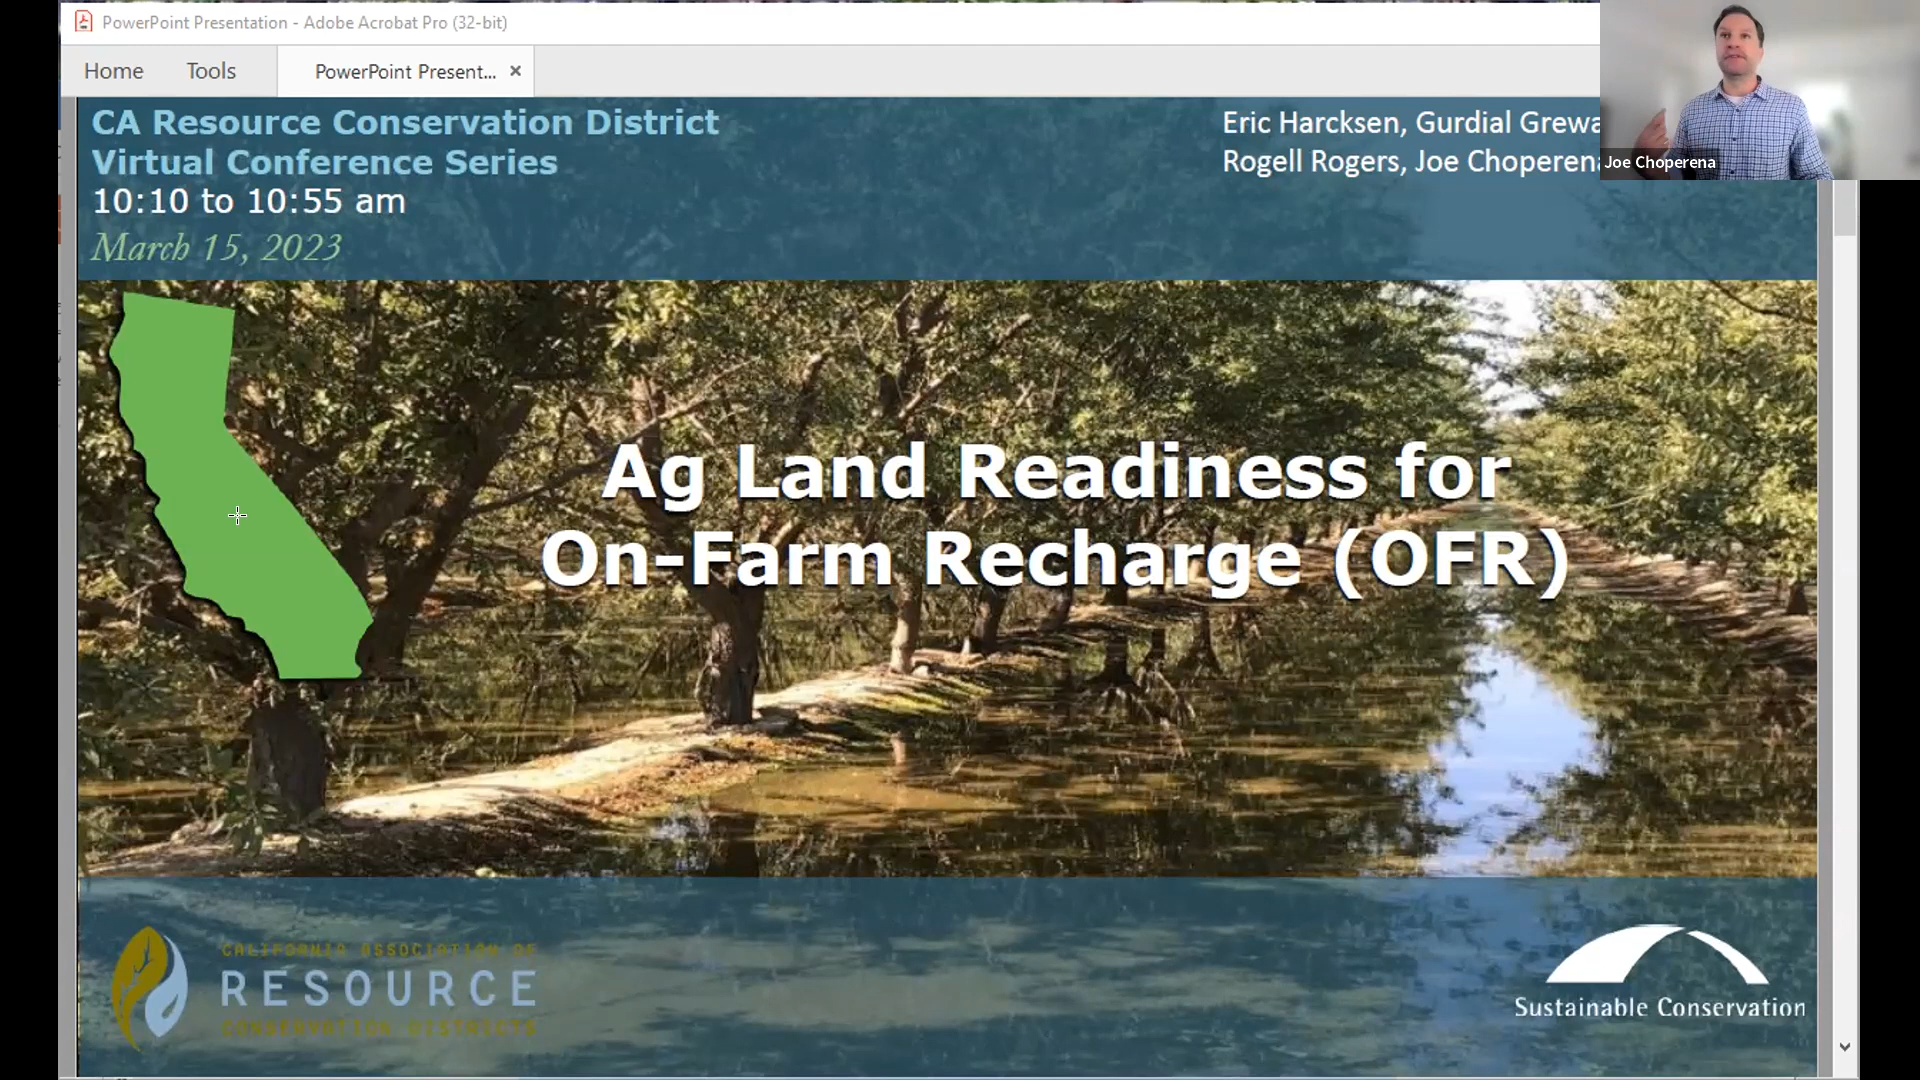 PowerPoint Presentation - Adobe Acrobat Pro (32-bit)
Home
Tools
PowerPoint Present...
CA Resource Conservation District
Virtual Conference Series
10:10 to 10:55 am
March 15, 2023
Eric Harcksen, Gurdial Grewa
Rogell Rogers, Joe Choperena
Joe Choperena
Ag Land Readiness for
On-Farm Recharge (OFR)
CALIFORNIA ASSOCIATION OF
RESOURCE
CONSERVATION DISTRICTS
Sustainable Conservation